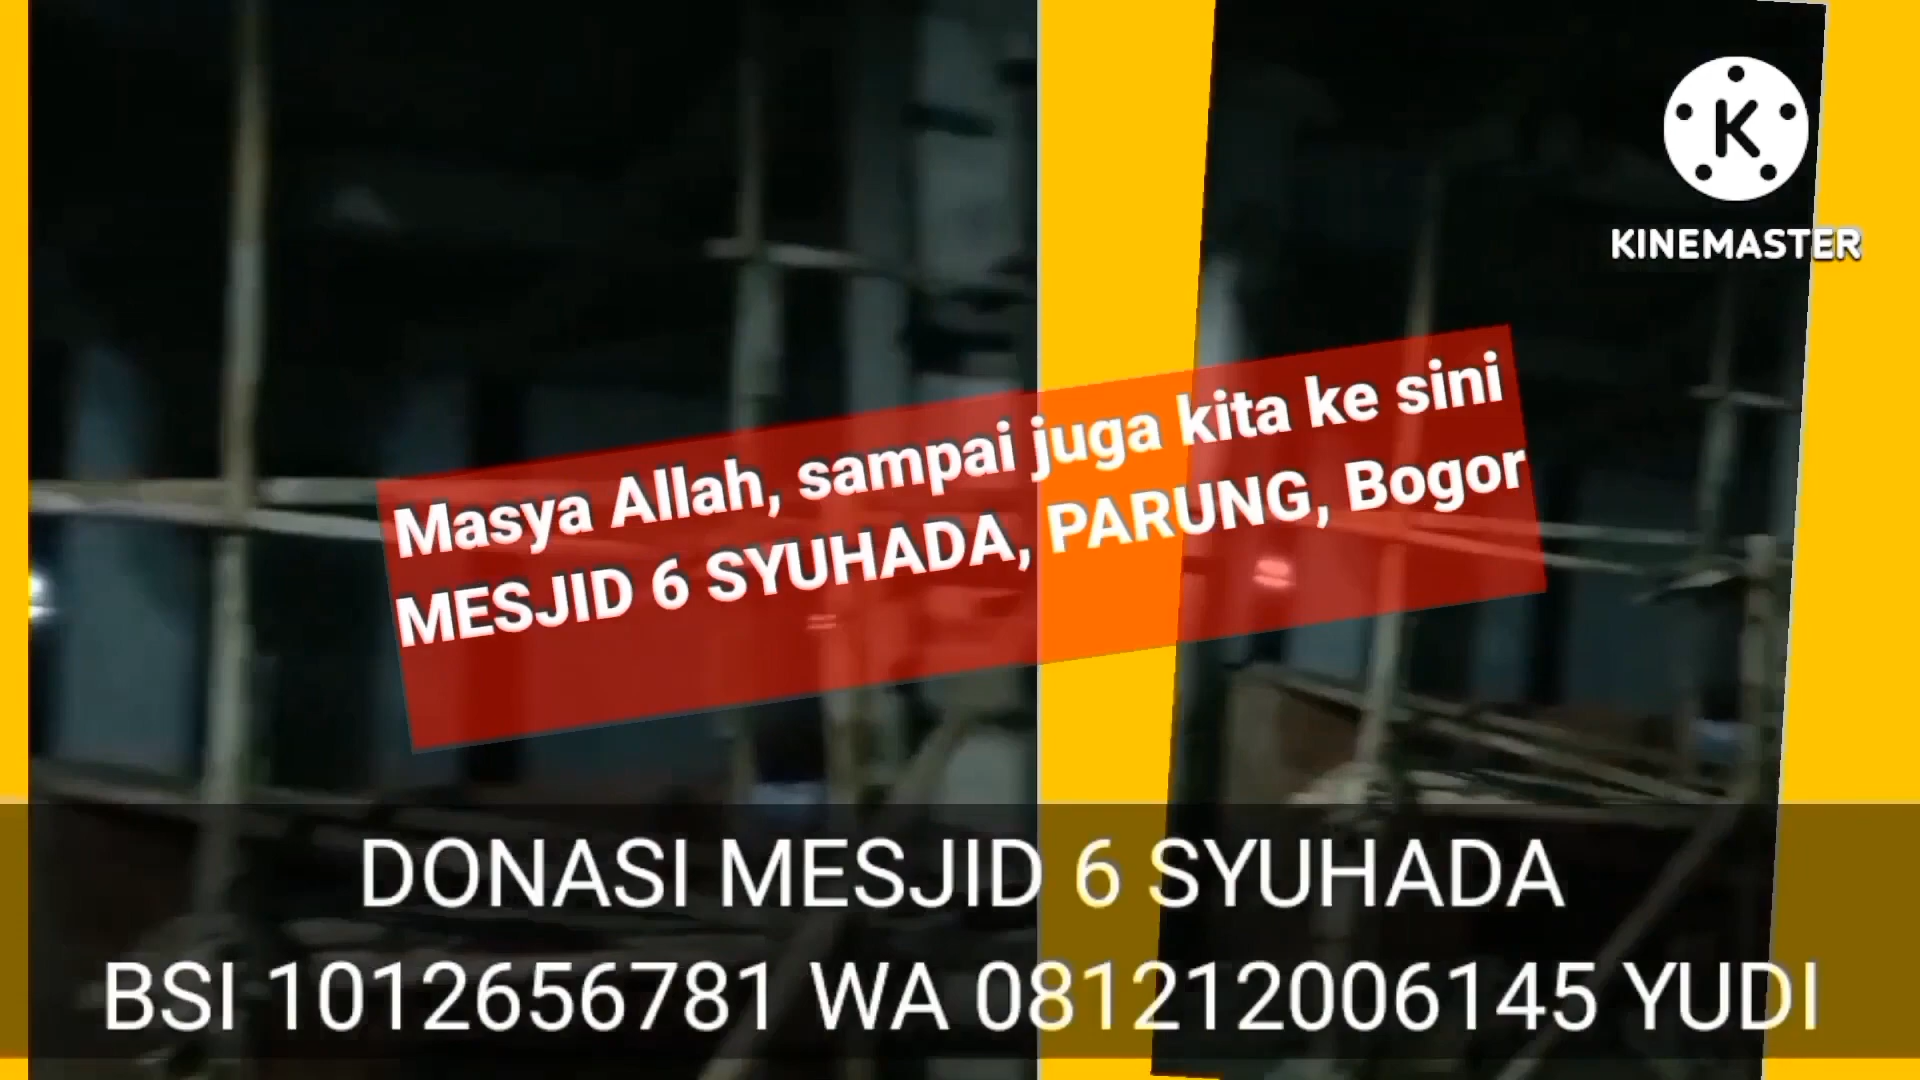 KINEMASTER
Masya Allah, sampai juga kita ke sini
MESJID 6 SYUHADA, PARUNG, Bogor
DONASI MESJID 6 SYUHADA
BSI 1012656781 WA 081212006145 YUDI